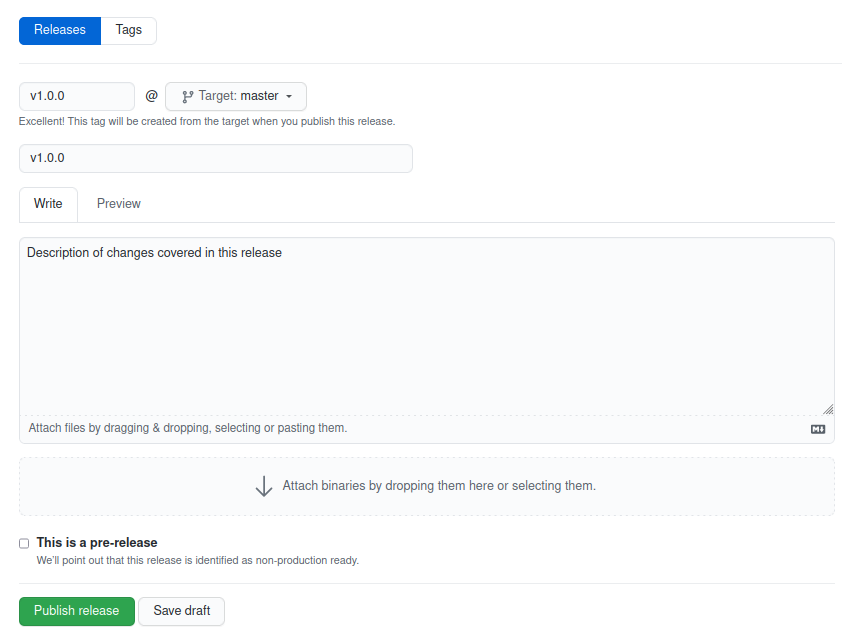 Releases Tags
v1.0.0 @ Target: master
Excellent! This tag will be created from the target when you publish this release.
v1.0.0
Write Preview
Description of changes covered in this release
Attach files by dragging & dropping, selecting or pasting them.
Attach binaries by dropping them here or selecting them.
This is a pre-release
We'll point out that this release is identified as non-production ready.
Publish release Save draft